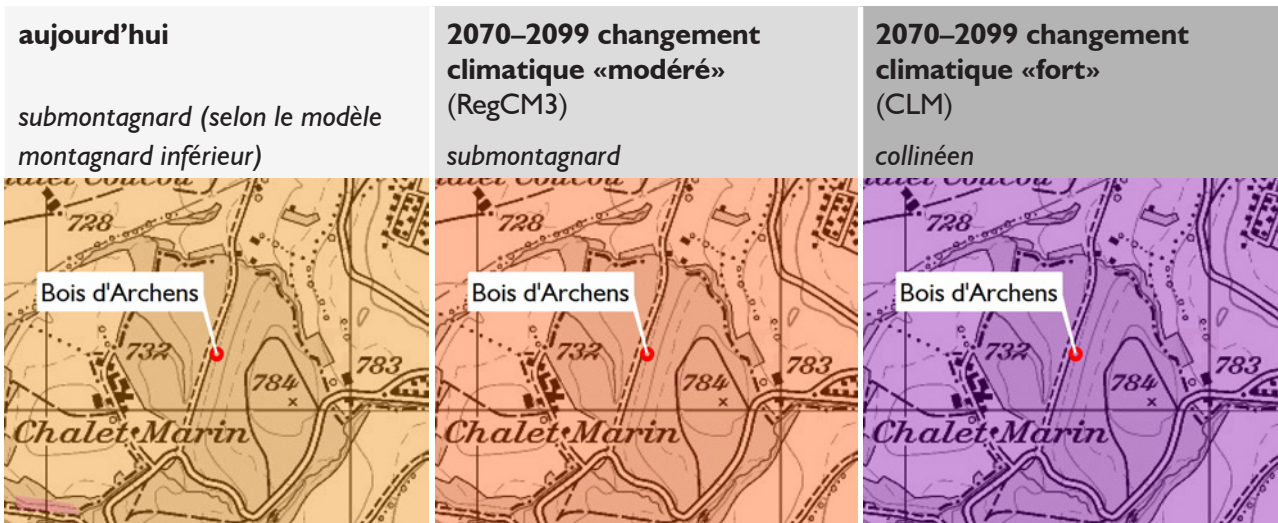 aujourd'hui
submontagnard (selon le modèle
montagnard inférieur)
2070–2099 changement
climatique «modéré»
(RegCM3)
submontagnard
2070–2099 changement
climatique «fort»
(CLM)
collinéen
728
Bois d'Archens
732
784
783
Chalet Marin
728
Bois d'Archens
732
784
783
Chalet Marin
728
Bois d'Archens
732
784
783
Chalet Marin